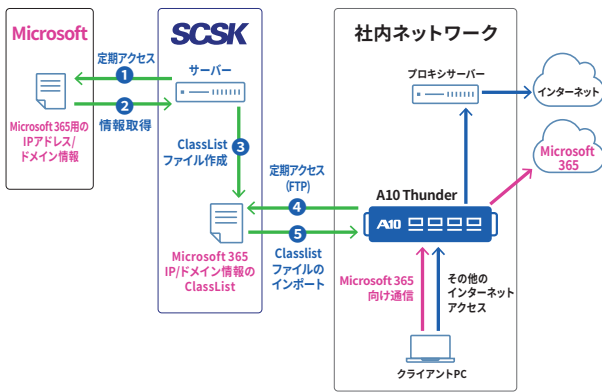 Microsoft
定期アクセス
1
2
情報取得
Microsoft 365用の
IPアドレス/
ドメイン情報
SCSK
サーバー
ClassList
ファイル作成
3
Microsoft 365
IP/ドメイン情報の
ClassList
定期アクセス
(FTP)
4
5
Classlist
ファイルの
インポート
社内ネットワーク
プロキシサーバー
インターネット
Microsoft
365
A10 Thunder
A10
Microsoft 365
向け通信
その他の
インターネット
アクセス
クライアントPC